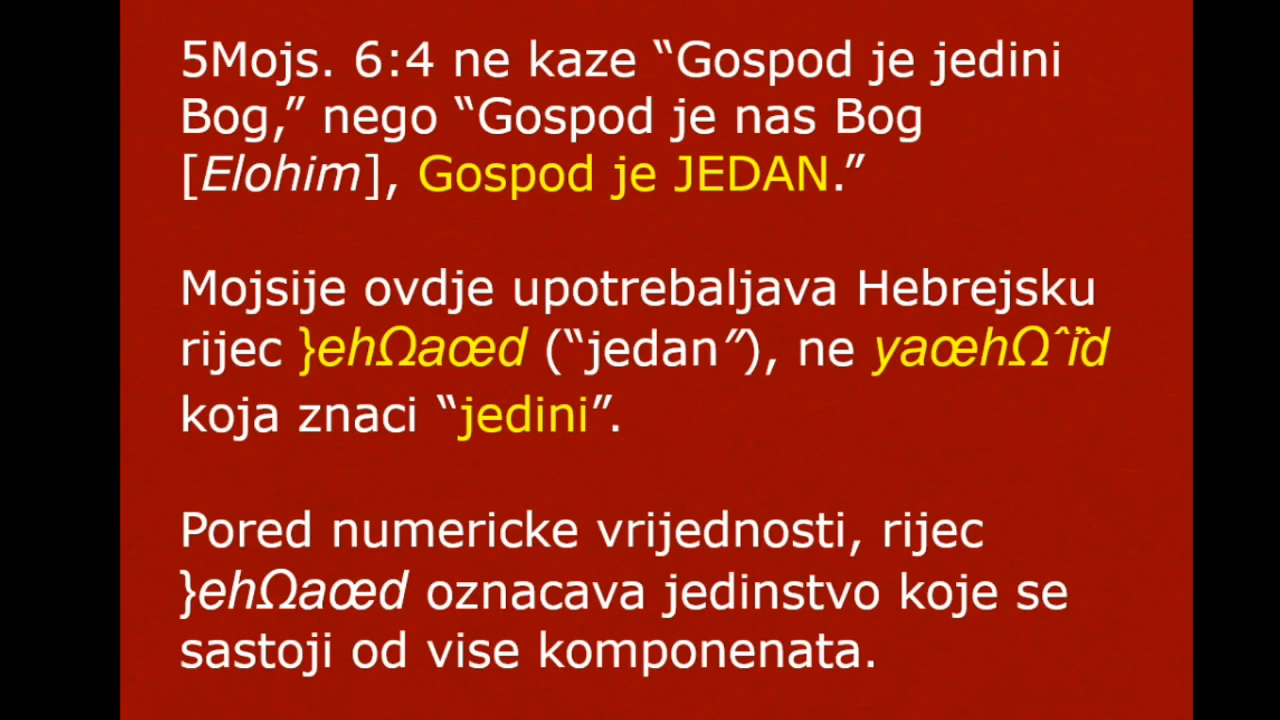 5Mojs. 6:4 ne kaze “Gospod je jedini
Bog,” nego “Gospod je nas Bog
[Elohim], Gospod je JEDAN.”
Mojsije ovdje upotrebaljava Hebrejsku
rijec }ehΩaœd (“jedan”), ne yaœhΩˆîd
koja znaci “jedini”.
Pored numericke vrijednosti, rijec
}ehΩaœd oznacava jedinstvo koje se
sastoji od vise komponenata.